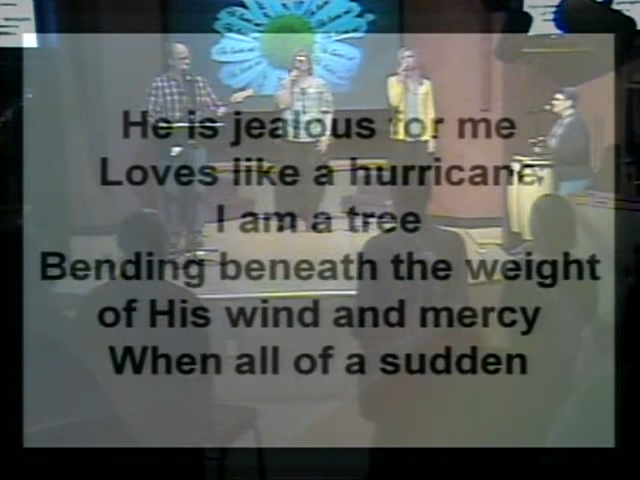 He is jealous for me
Loves like a hurricane
I am a tree
Bending beneath the weight
of His wind and mercy
When all of a sudden